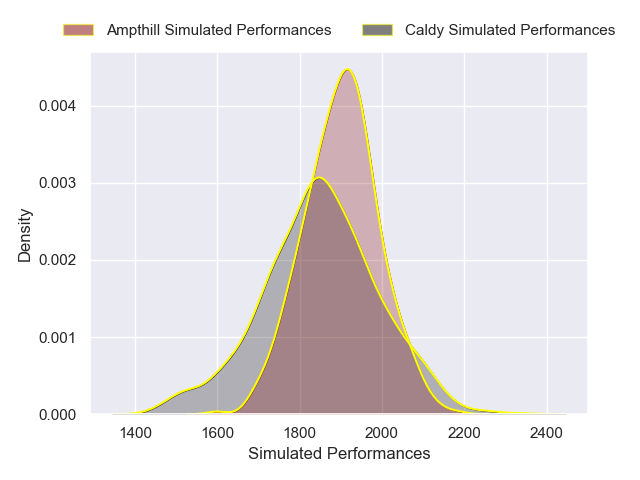 Ampthill Simulated Performances
Caldy Simulated Performances
0.004
0.003
0.002
0.001
0.000
Density
1400 1600 1800 2000 2200 2400
Simulated Performances